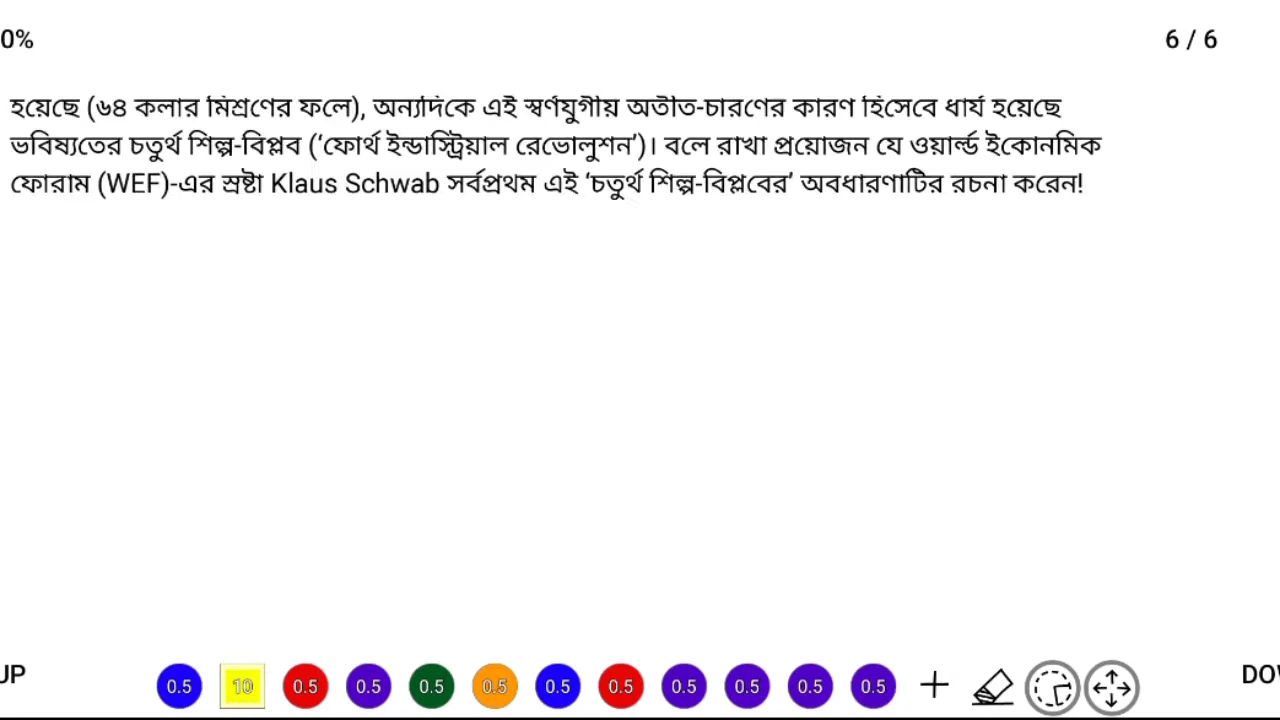 0%
6 / 6
হয়েছে (৬৪ কলার মিশ্রণের ফলে), অন্যদিকে এই স্বর্ণযুগীয় অতীত-চারণের কারণ হিসেবে ধার্য হয়েছে
ভবিষ্যতের চতুর্থ শিল্প-বিপ্লব (‘ফোর্থ ইন্ডাস্ট্রিয়াল রেভোলুশন’)। বলে রাখা প্রয়োজন যে ওয়ার্ল্ড ইকোনমিক
ফোরাম (WEF)-এর স্রষ্টা Klaus Schwab সর্বপ্রথম এই ‘চতুর্থ শিল্প-বিপ্লবের’ অবধারণাটির রচনা করেন!
UP
0.5 10 0.5 0.5 0.5 0.5 0.5 0.5 0.5 0.5 0.5 0.5
DO